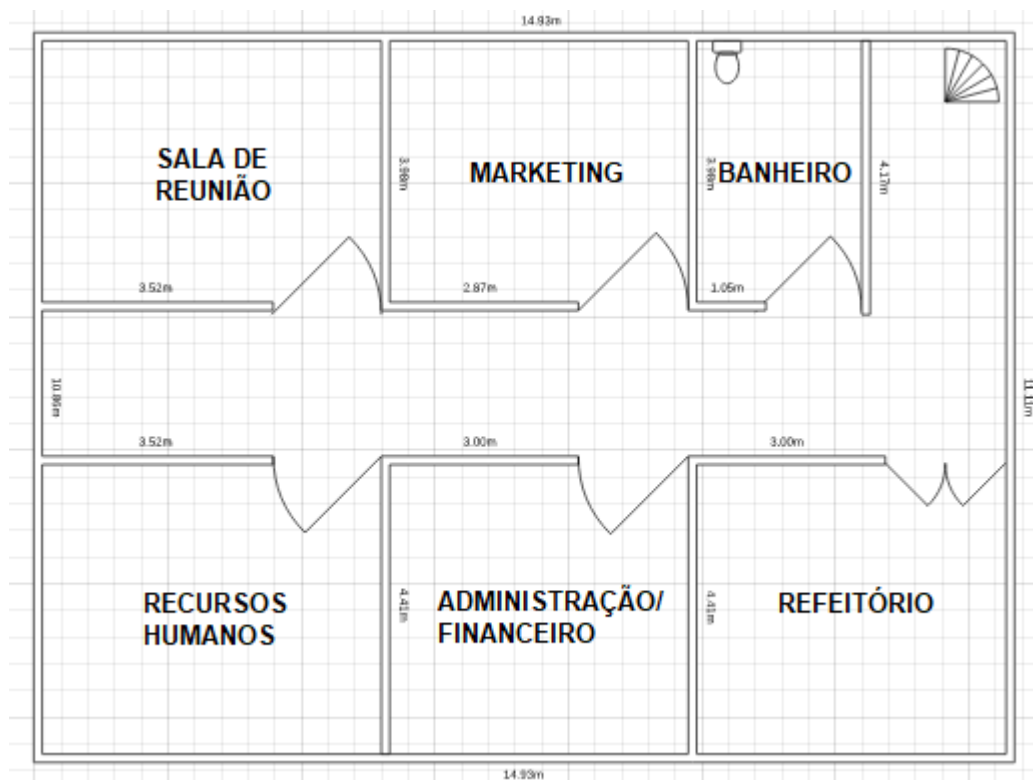 14.93m
SALA DE
REUNIÃO
3.98m
MARKETING
3.98m
BANHEIRO
4.17m
3.52m
2.87m
1.05m
10.86m
11.11m
3.52m
3.00m
3.00m
RECURSOS
HUMANOS
4.41m
ADMINISTRAÇÃO/
FINANCEIRO
4.41m
REFEITÓRIO
14.93m